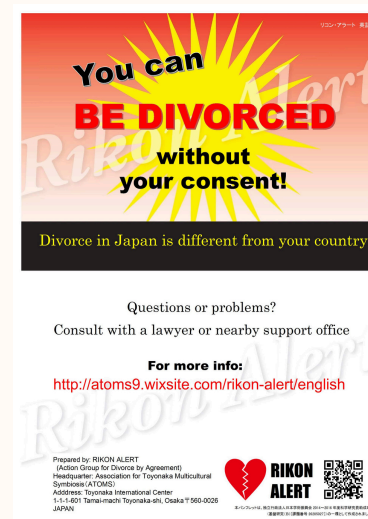 リコン・アラート
You can
BE DIVORCED
without
your consent!
Divorce in Japan is different from your country
Questions or problems?
Consult with a lawyer or nearby support office
For more info:
http://atoms9.wixsite.com/rikon-alert/english
Rikon Alert
Rikon Alert
Prepared by: RIKON ALERT
(Action Group for Divorce by Agreement)
Headquarter: Association for Toyonaka Multicultural
Symbiosis (ATOMS)
Adddress: Toyonaka International Center
1-1-1-601 Tamai-machi Toyonaka-shi, Osaka 〒560-0026
JAPAN
RIKON
ALERT